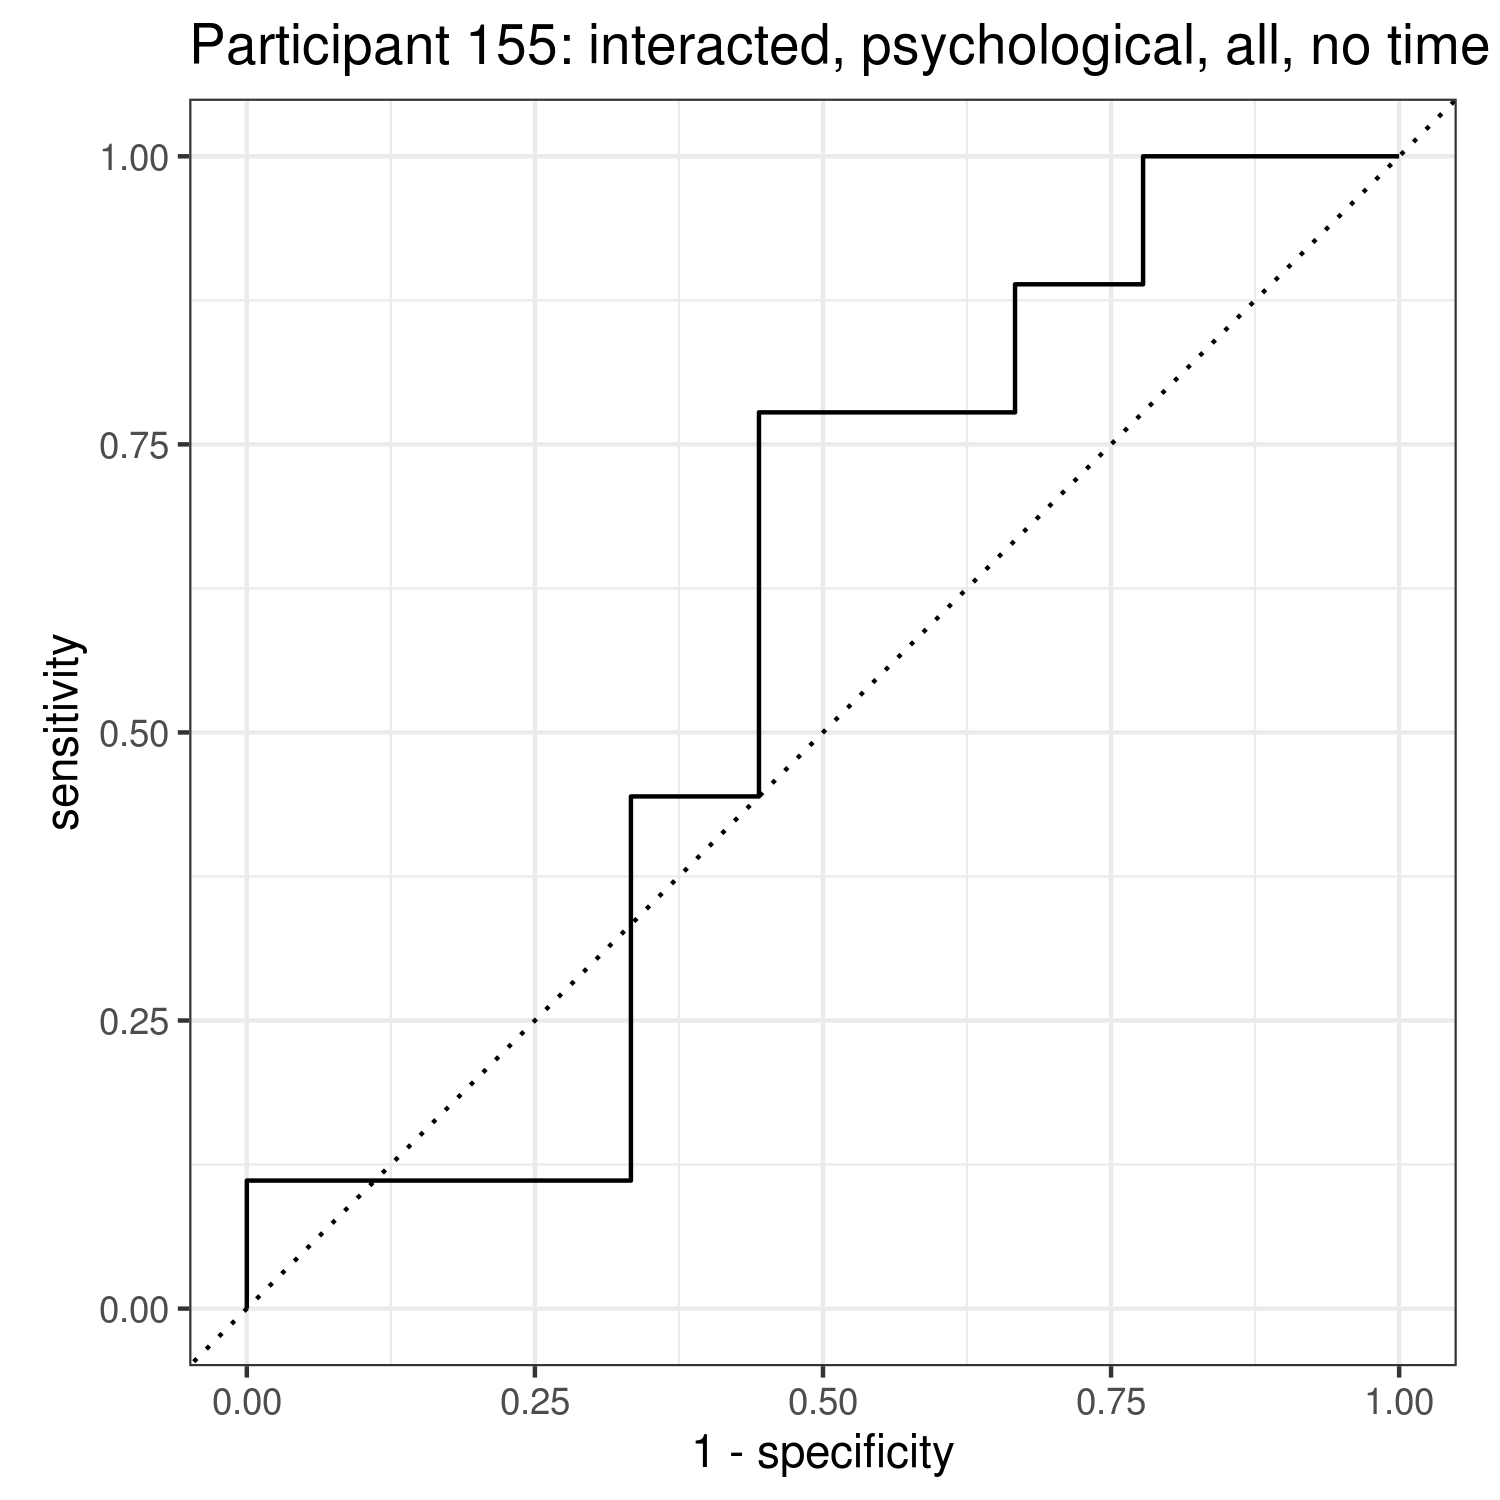 Participant 155: interacted, psychological, all, no time
1.00
0.75
0.50
0.25
0.00
sensitivity
0.00 0.25 0.50 0.75 1.00
1 - specificity